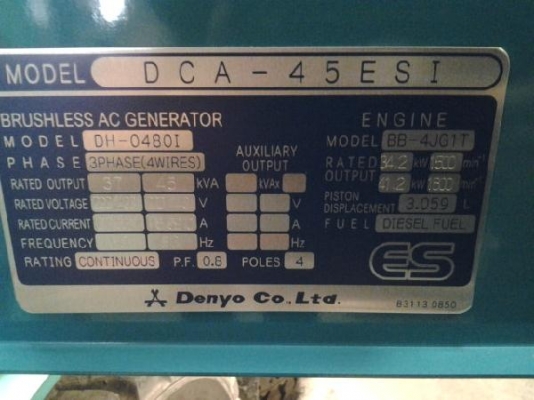 MODEL DCA-45ESI
BRUSHLESS AC GENERATOR
MODEL DH-0480I
PHASE 3PHASE(4WIRES)
RATED OUTPUT 37 45 kVA
RATED VOLTAGE V
RATED CURRENT A
FREQUENCY Hz
RATING CONTINUOUS P.F. 0.8 POLES 4
AUXILIARY
OUTPUT
kVA
V
A
Hz
ENGINE
MODEL BB-4JG1T
RATED 34.2 kW 1500 min⁻¹
OUTPUT 41.2 kW 1800 min⁻¹
PISTON
DISPLACEMENT 3.059 L
FUEL DIESEL FUEL
ES
Denyo Co., Ltd.
83113 0850